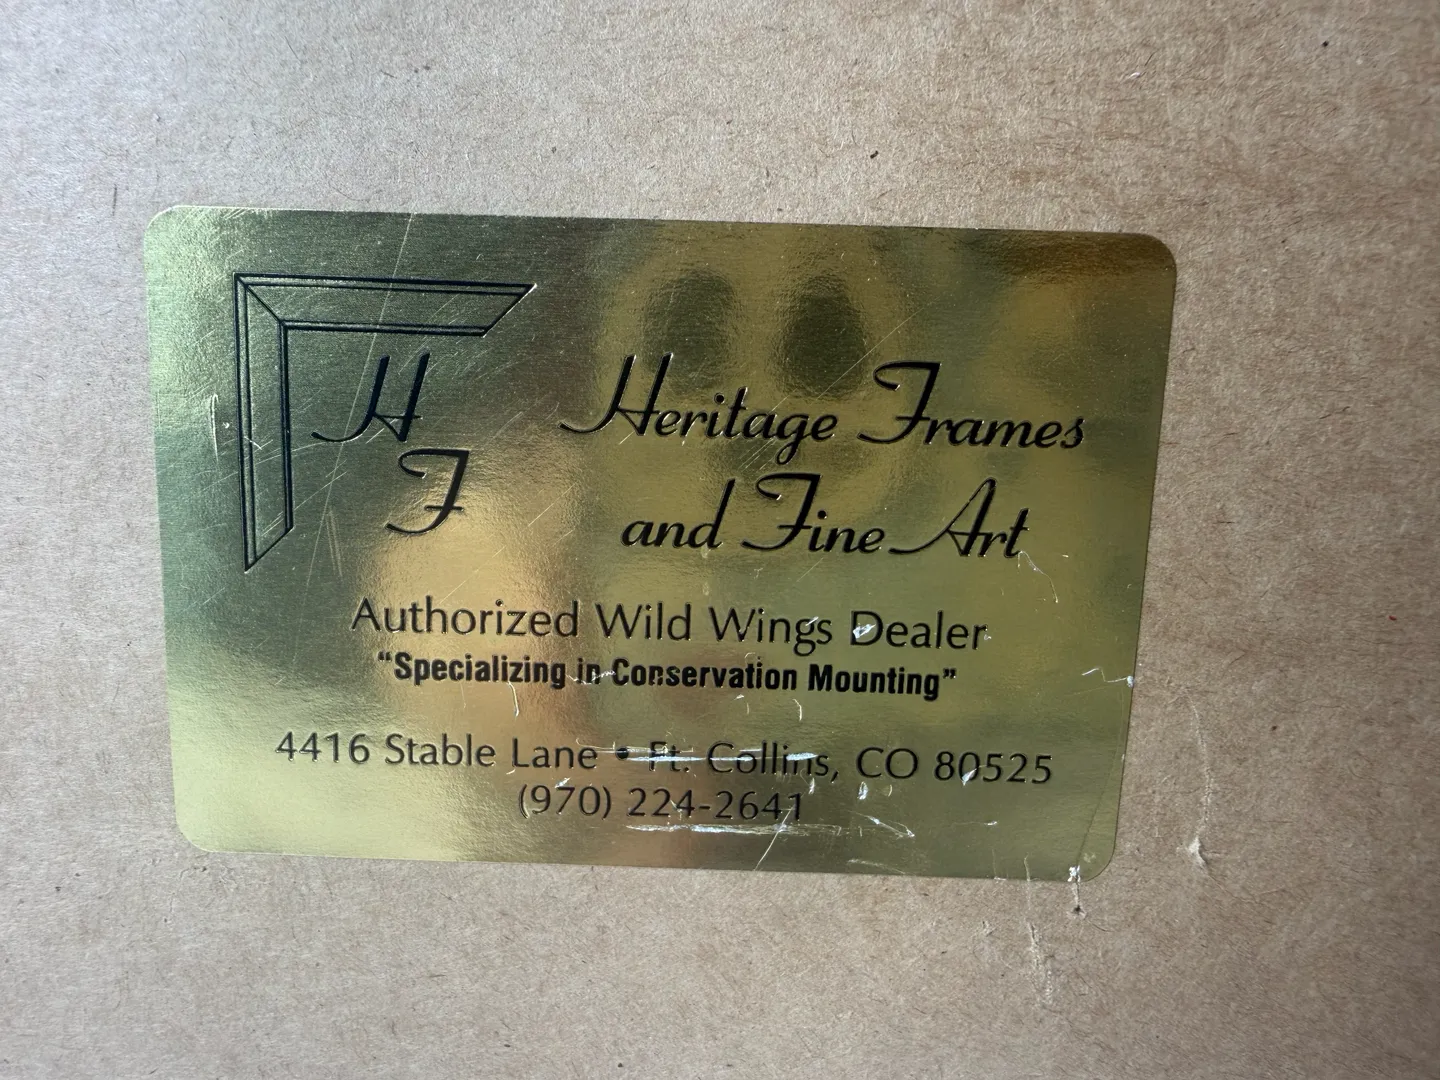 H
F
Heritage Frames
and Fine Art
Authorized Wild Wings Dealer
“Specializing in Conservation Mounting”
4416 Stable Lane • Ft. Collins, CO 80525
(970) 224-2641